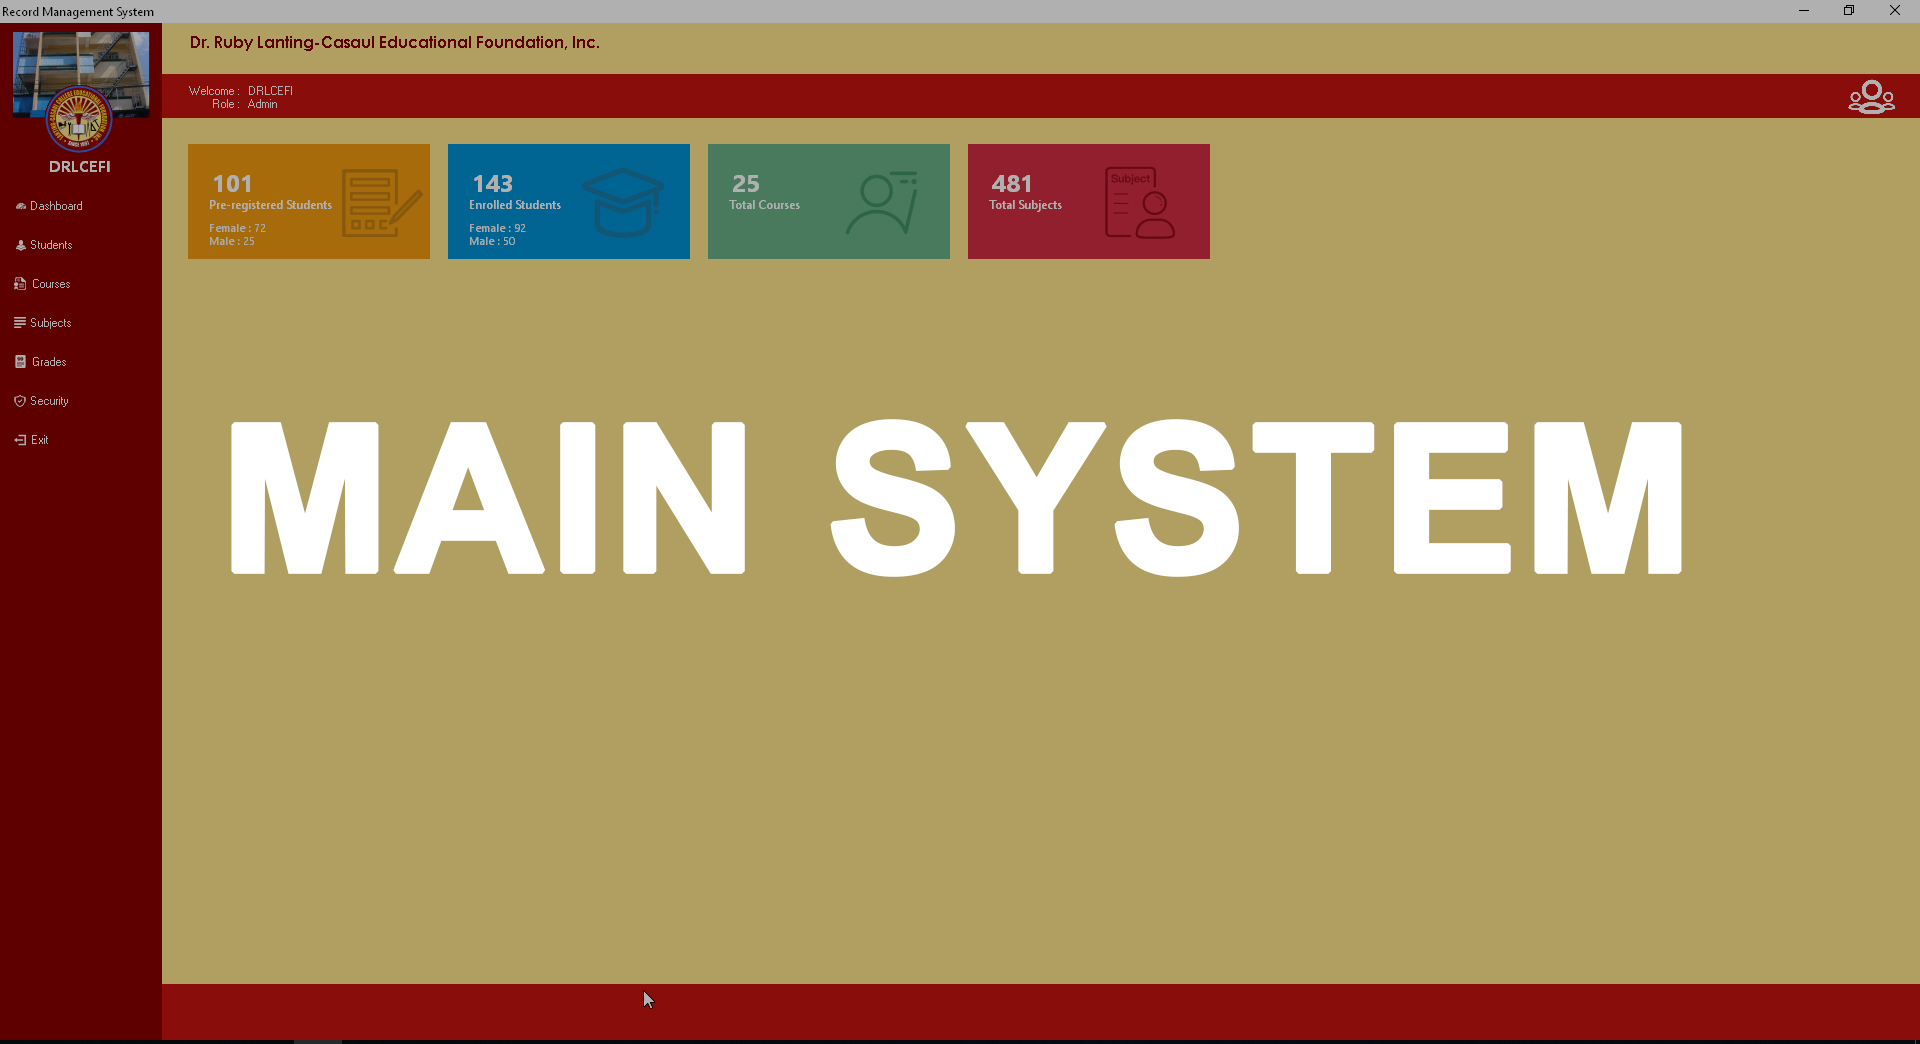 Record Management System
Dr. Ruby Lanting-Casaul Educational Foundation, Inc.
Welcome : DRLCEFI
Role : Admin
DRLCEFI
Dashboard
Students
Courses
Subjects
Grades
Security
Exit
101
Pre-registered Students
Female : 72
Male : 25
143
Enrolled Students
Female : 92
Male : 50
25
Total Courses
481
Total Subjects
Subject
MAIN SYSTEM